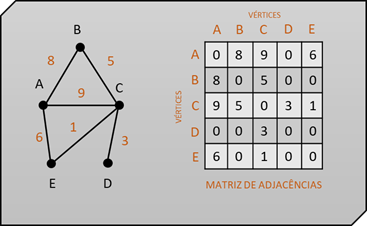 B
8
5
A
9
C
6
1
3
E
D
VÉRTICES
A B C D E
VÉRTICES
A 0 8 9 0 6
B 8 0 5 0 0
C 9 5 0 3 1
D 0 0 3 0 0
E 6 0 1 0 0
MATRIZ DE ADJACÊNCIAS